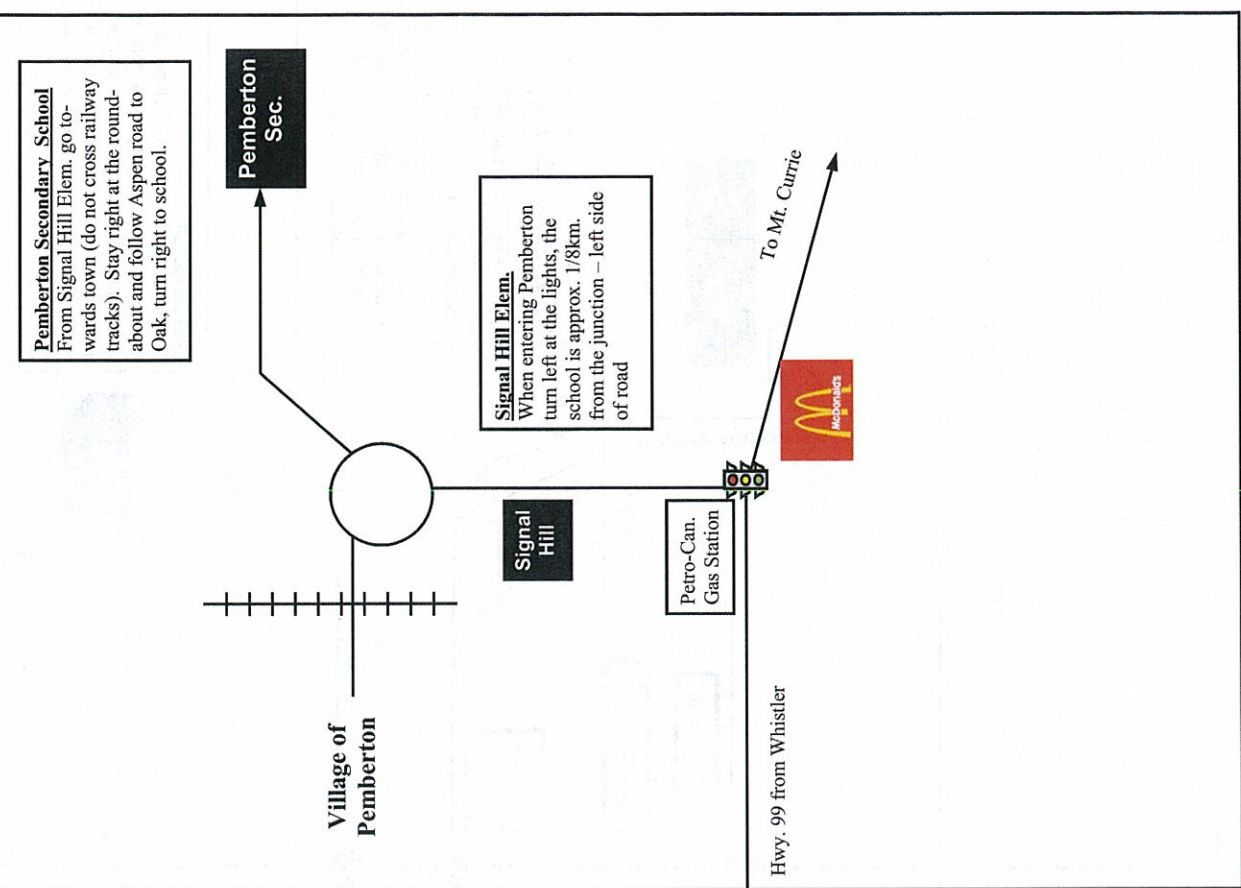 Pemberton Secondary School
From Signal Hill Elem. go to-
wards town (do not cross railway
tracks). Stay right at the round-
about and follow Aspen road to
Oak, turn right to school.
Pemberton
Sec.
Signal Hill Elem.
When entering Pemberton
turn left at the lights, the
school is approx. 1/8km.
from the junction – left side
of road
To Mt. Currie
Village of
Pemberton
Signal
Hill
Petro-Can.
Gas Station
McDonald's
Hwy. 99 from Whistler